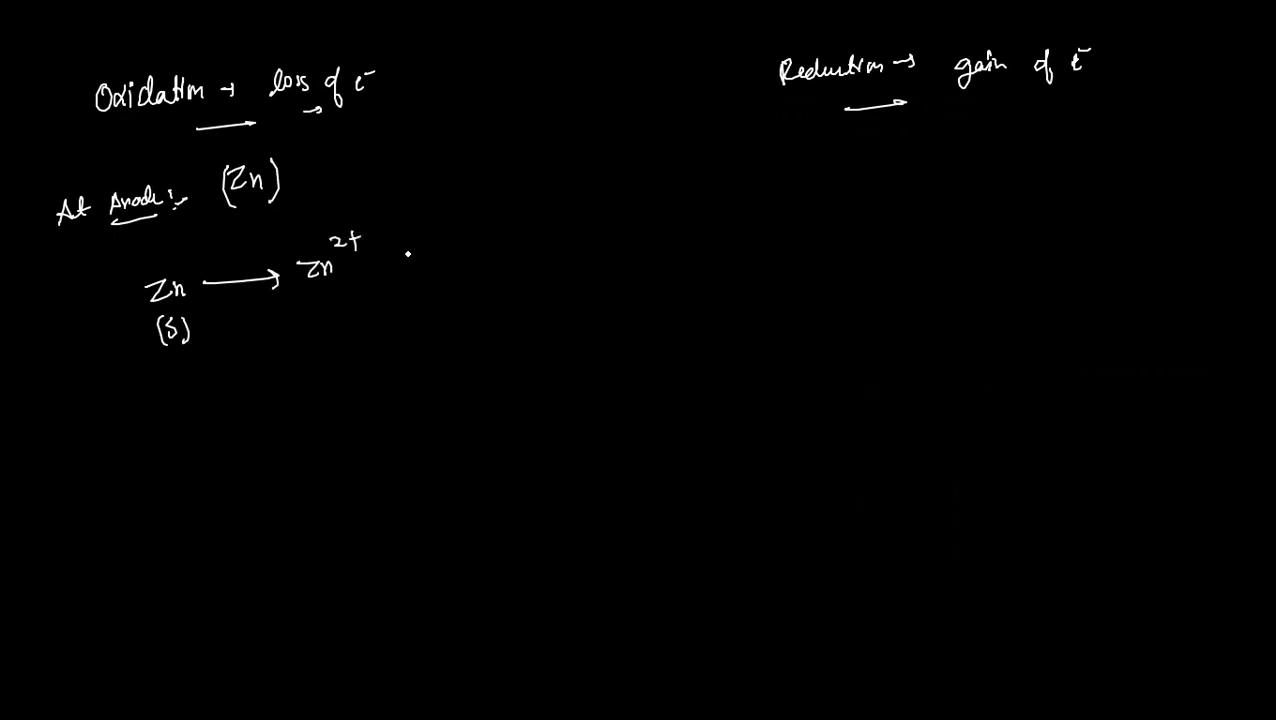 Oxidation → loss of e⁻
Reduction → gain of e⁻
At Anode :- (Zn)
Zn ⟶ Zn²⁺
(s)